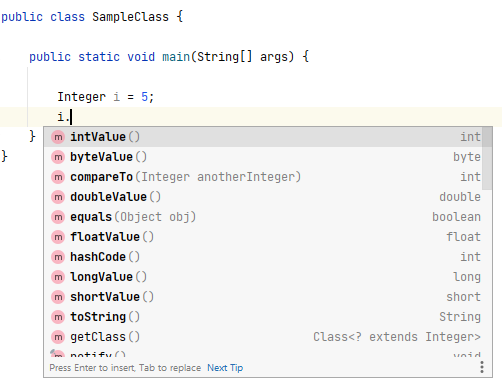 public class SampleClass {
public static void main(String[] args) {
Integer i = 5;
i.
}
}
m intValue() int
m byteValue() byte
m compareTo(Integer anotherInteger) int
m doubleValue() double
m equals(Object obj) boolean
m floatValue() float
m hashCode() int
m longValue() long
m shortValue() short
m toString() String
m getClass() Class<? extends Integer>
m notify() void
Press Enter to insert, Tab to replace Next Tip